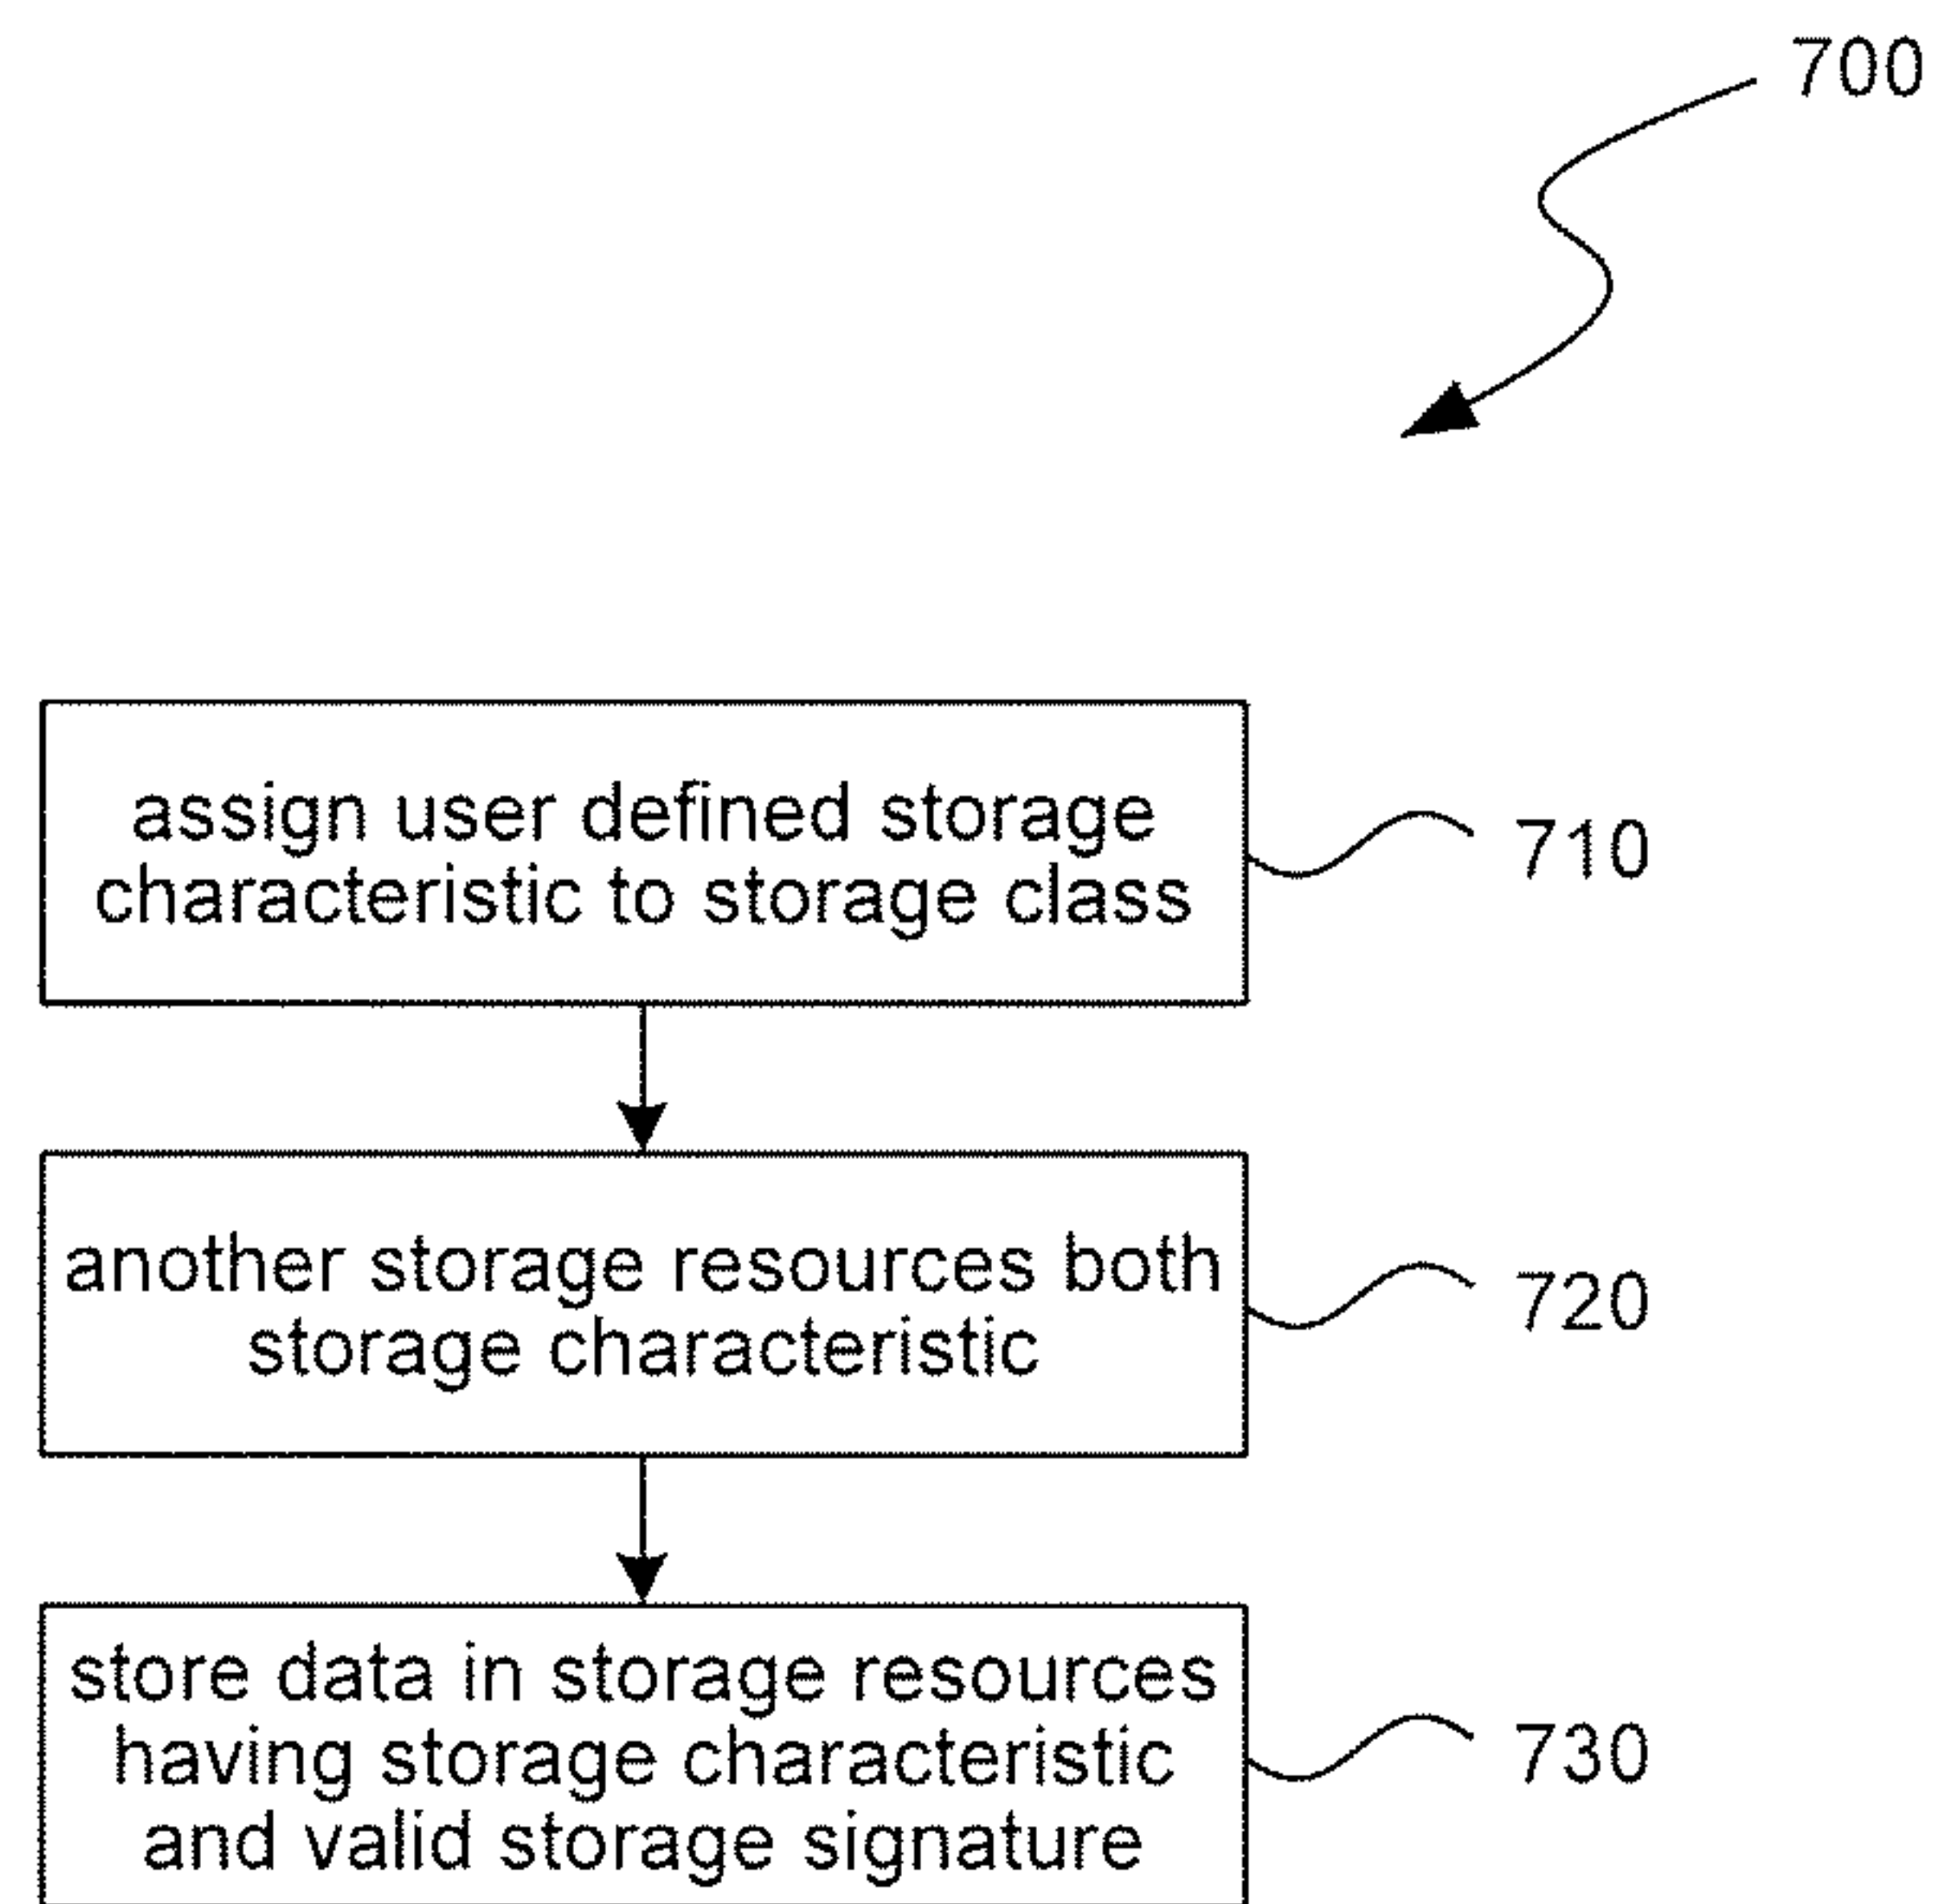 700
assign user defined storage
characteristic to storage class
710
another storage resources both
storage characteristic
720
store data in storage resources
having storage characteristic
and valid storage signature
730